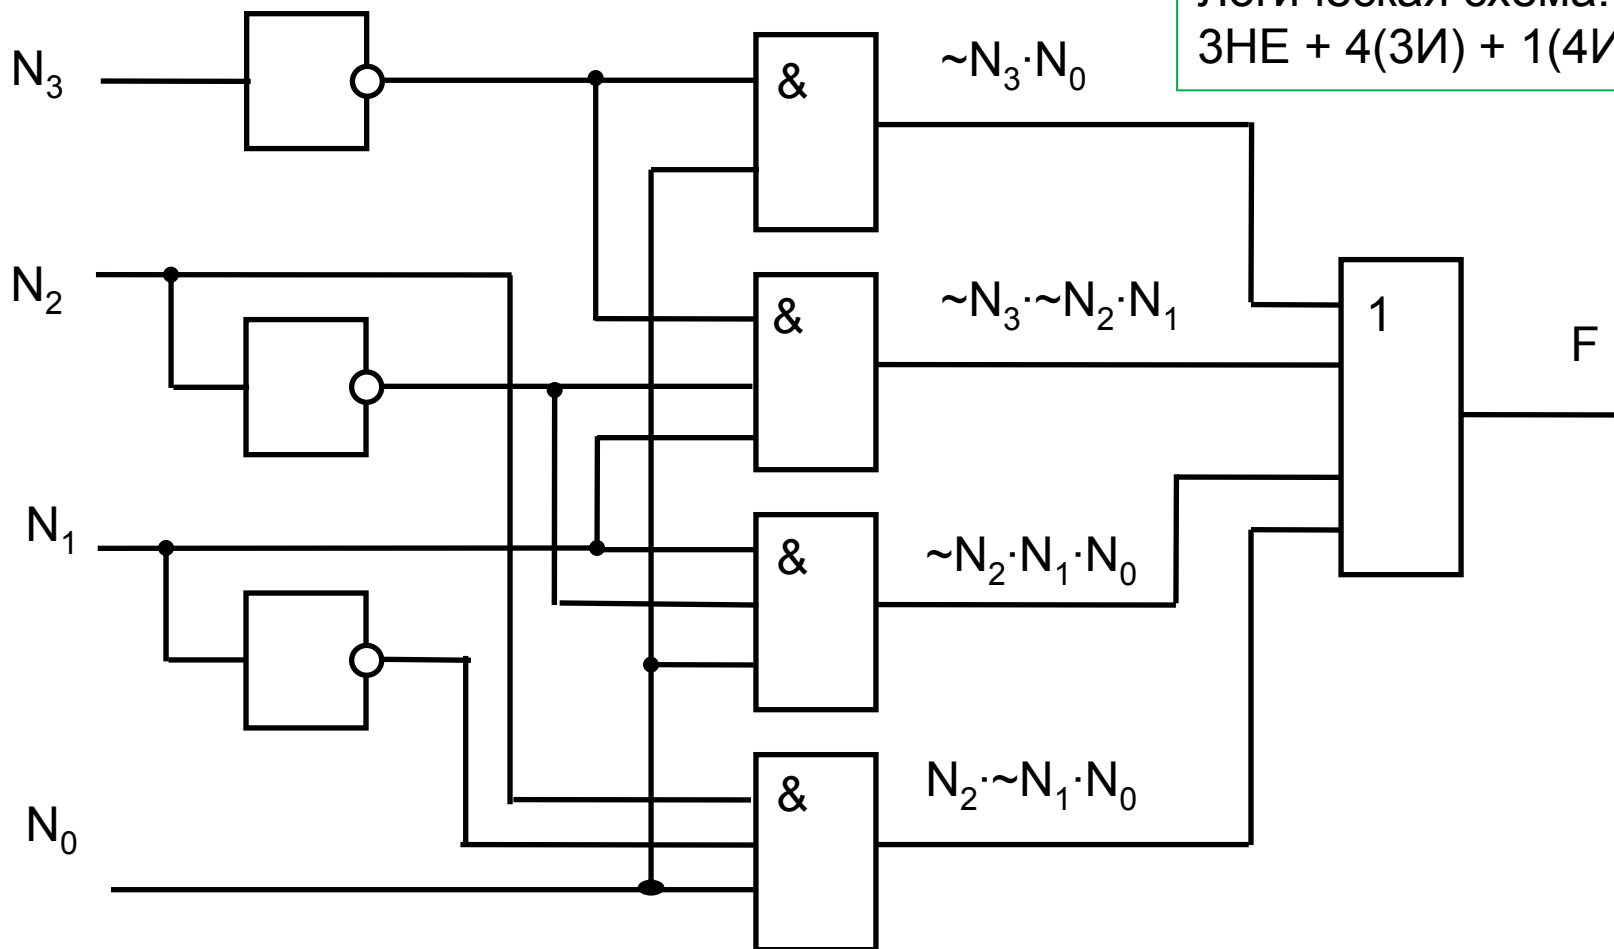 3НЕ + 4(3И) + 1(4И
N3
~N3·N0
&
N2
~N3·~N2·N1
&
1
F
N1
~N2·N1·N0
&
N2·~N1·N0
&
N0